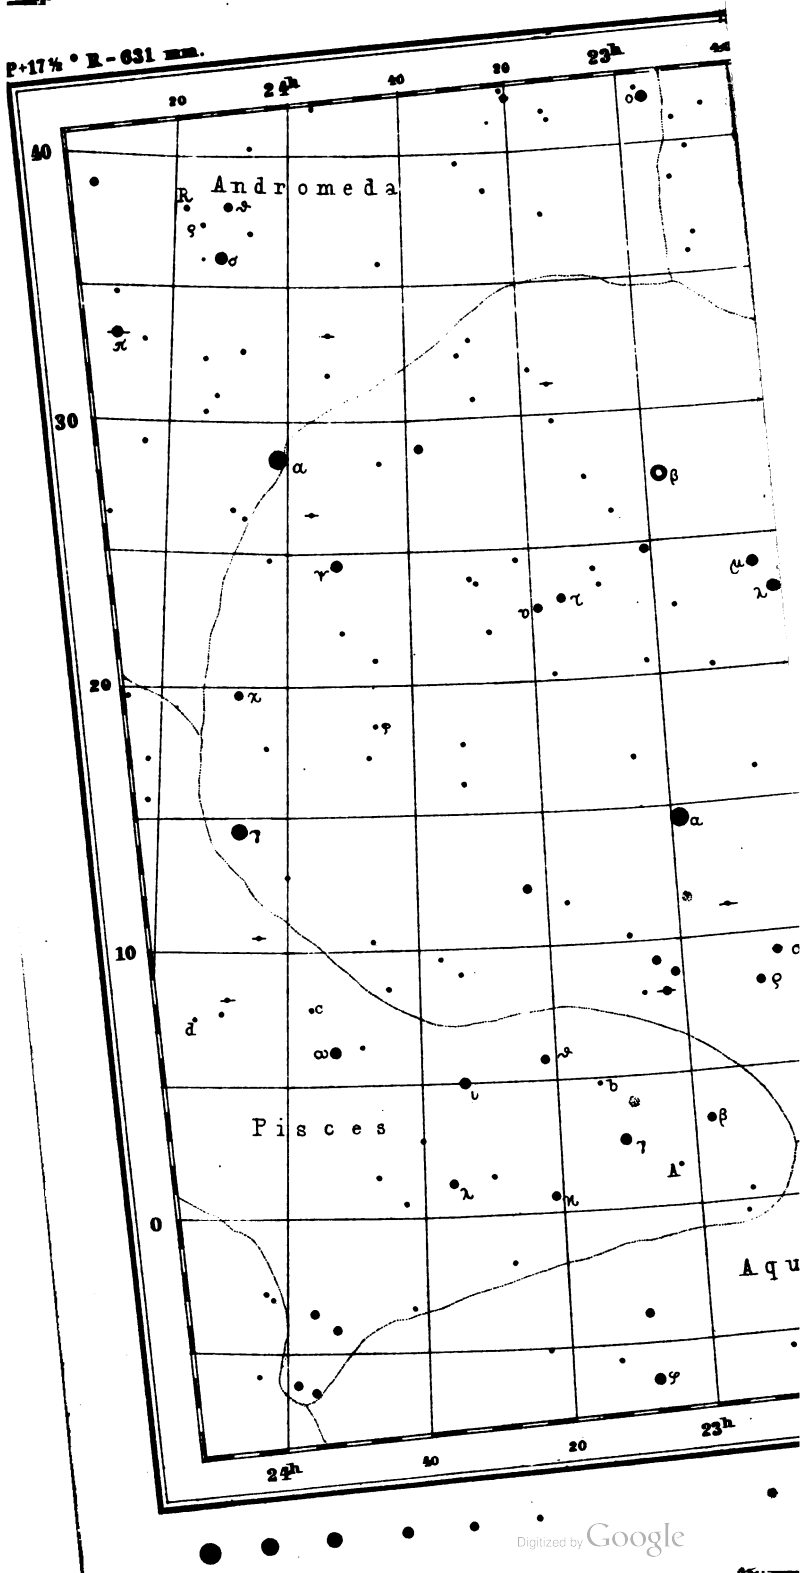 P+17½° R=631 mm.
20 24h 40 20 23h
40
Andromeda
R ϑ
ρ
σ
ο
π
30
α
β
ψ
μ
λ
υ τ
20
χ
φ
γ
α
10
ρ
d
c
ω
ϑ
ι
b
β
Pisces
γ
A
λ
κ
0
Aqu
φ
24h 40 20 23h
Digitized by Google